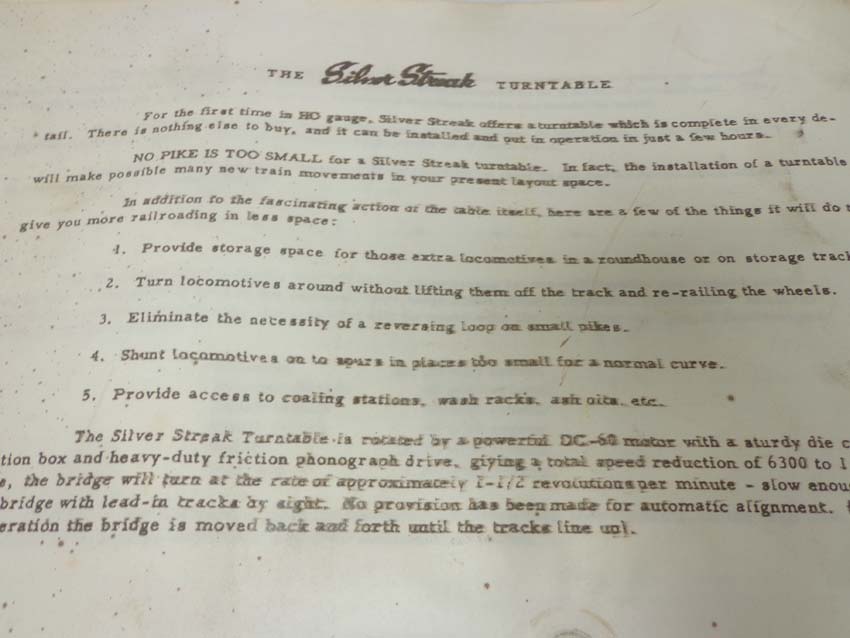 THE Silver Streak TURNTABLE
For the first time in HO gauge, Silver Streak offers a turntable which is complete in every de-
tail. There is nothing else to buy, and it can be installed and put in operation in just a few hours.
NO PIKE IS TOO SMALL for a Silver Streak turntable. In fact, the installation of a turntable
will make possible many new train movements in your present layout space.
In addition to the fascinating action of the table itself, here are a few of the things it will do
give you more railroading in less space:
1. Provide storage space for those extra locomotives in a roundhouse or on storage track
2. Turn locomotives around without lifting them off the track and re-railing the wheels.
3. Eliminate the necessity of a reversing loop on small pikes.
4. Shunt locomotives on to spurs in places too small for a normal curve.
5. Provide access to coaling stations, wash racks, ash pits, etc.
The Silver Streak Turntable is rotated by a powerful DC-60 motor with a sturdy die c
tion box and heavy-duty friction phonograph drive, giving a total speed reduction of 6300 to 1
the bridge will turn at the rate of approximately 1-1/2 revolutions per minute - slow enou
bridge with lead-in tracks by sight. No provision has been made for automatic alignment.
eration the bridge is moved back and forth until the tracks line up).